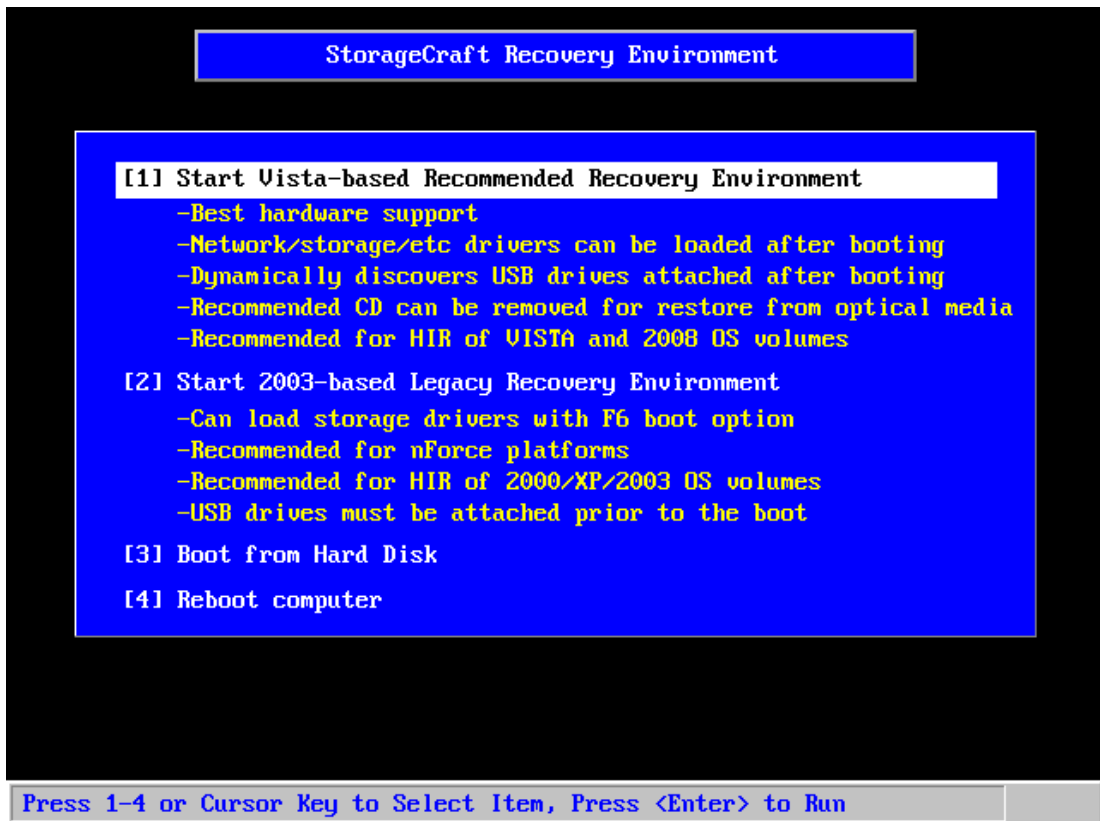 StorageCraft Recovery Environment
[1] Start Vista-based Recommended Recovery Environment
-Best hardware support
-Network/storage/etc drivers can be loaded after booting
-Dynamically discovers USB drives attached after booting
-Recommended CD can be removed for restore from optical media
-Recommended for HIR of VISTA and 2008 OS volumes
[2] Start 2003-based Legacy Recovery Environment
-Can load storage drivers with F6 boot option
-Recommended for nForce platforms
-Recommended for HIR of 2000/XP/2003 OS volumes
-USB drives must be attached prior to the boot
[3] Boot from Hard Disk
[4] Reboot computer
Press 1-4 or Cursor Key to Select Item, Press <Enter> to Run